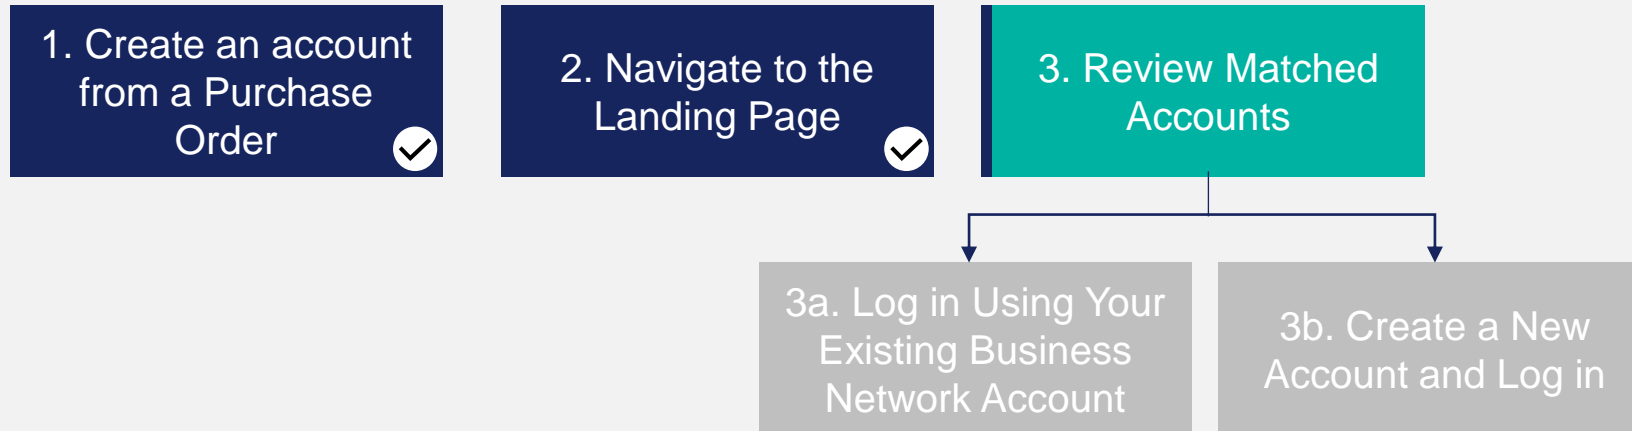 1. Create an account
from a Purchase
Order
2. Navigate to the
Landing Page
3. Review Matched
Accounts
3a. Log in Using Your
Existing Business
Network Account
3b. Create a New
Account and Log in